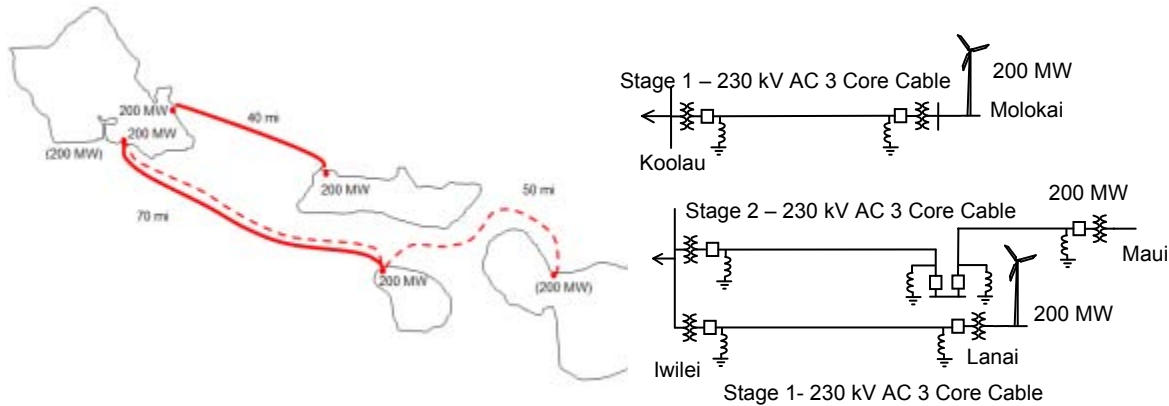 200 MW
200 MW
(200 MW)
40 mi
200 MW
70 mi
50 mi
200 MW
(200 MW)
Stage 1 – 230 kV AC 3 Core Cable
200 MW
Molokai
Koolau
Stage 2 – 230 kV AC 3 Core Cable
200 MW
Maui
200 MW
Iwilei
Lanai
Stage 1- 230 kV AC 3 Core Cable